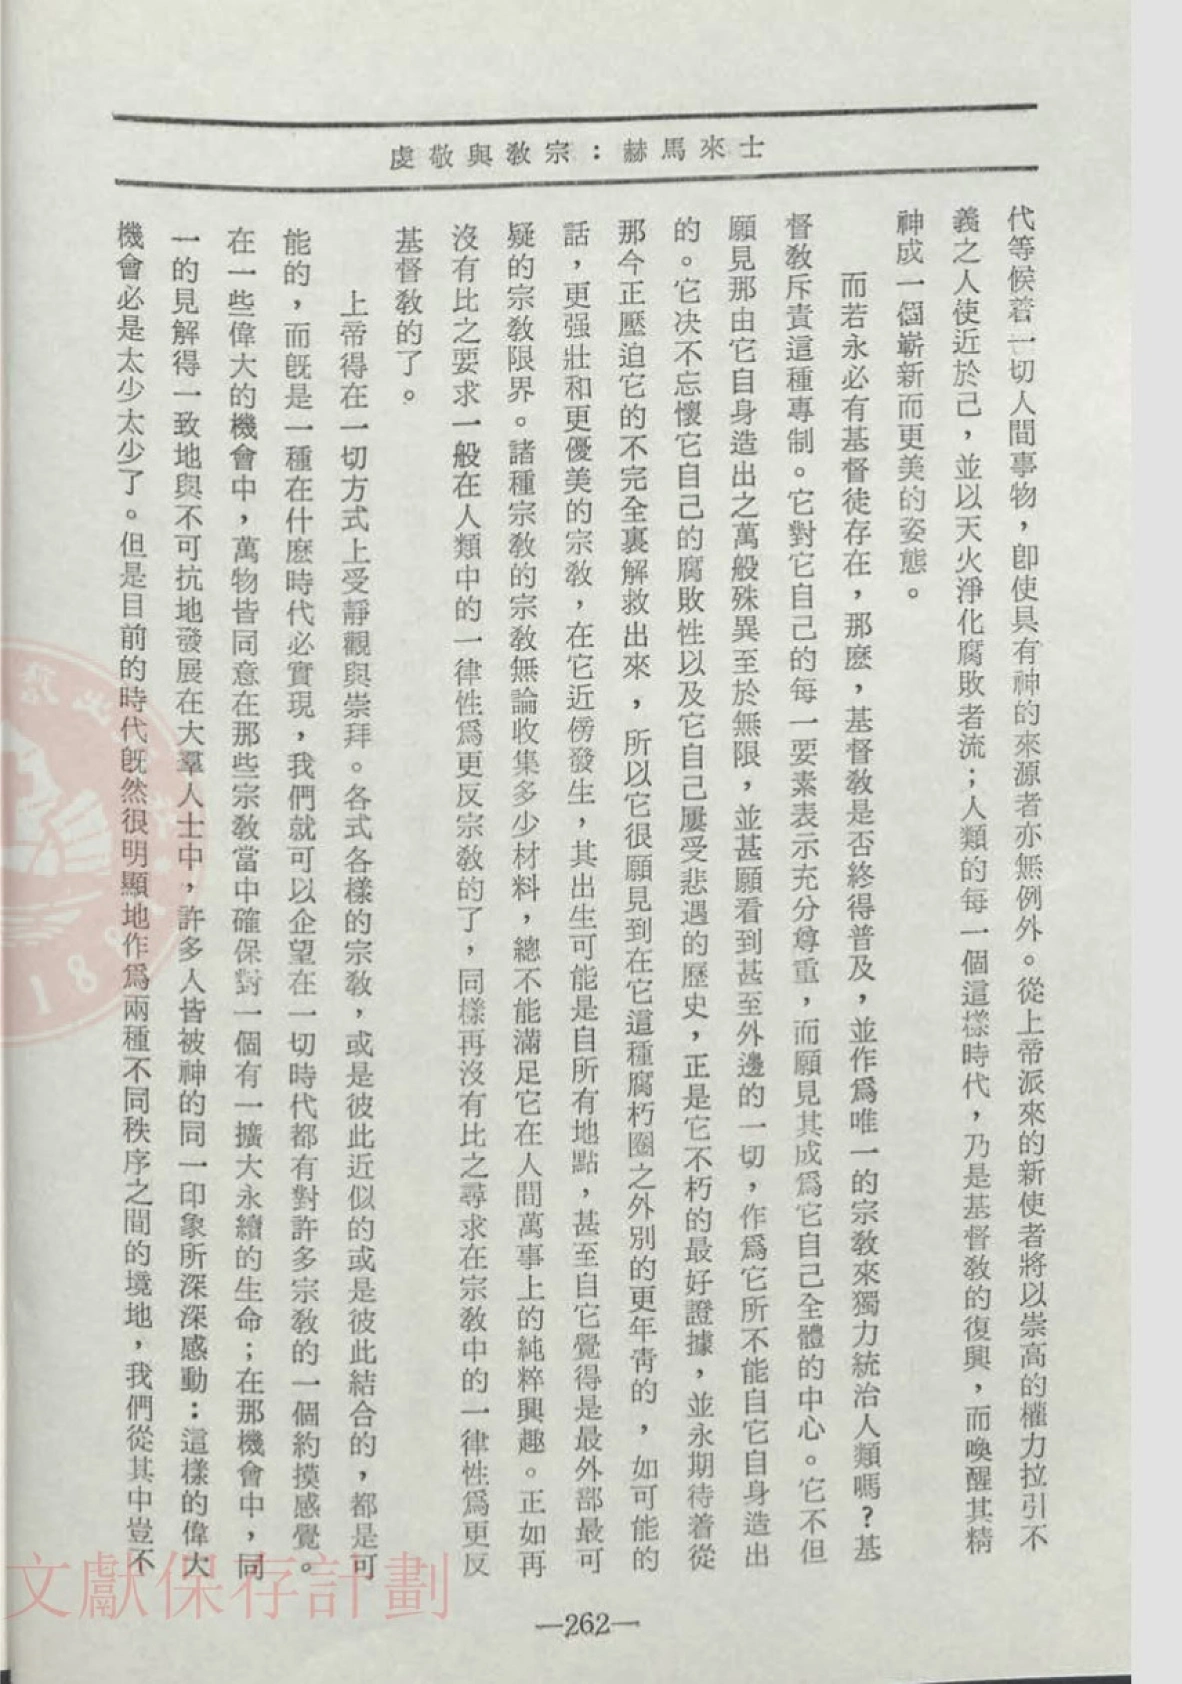 士來馬赫：宗教與敬虔
代等候着一切人間事物，卽使具有神的來源者亦無例外。從上帝派來的新使者將以崇高的權力拉引不
義之人使近於己，並以天火淨化腐敗者流；人類的每一個這樣時代，乃是基督教的復興，而喚醒其精
神成一個嶄新而更美的姿態。
而若永必有基督徒存在，那麽，基督教是否終得普及，並作爲唯一的宗教來獨力統治人類嗎？基
督教斥責這種專制。它對它自己的每一要素表示充分尊重，而願見其成爲它自己全體的中心。它不但
願見那由它自身造出之萬般殊異至於無限，並甚願看到甚至外邊的一切，作爲它所不能自它自身造出
的。它决不忘懷它自己的腐敗性以及它自己屢受悲遇的歷史，正是它不朽的最好證據，並永期待着從
那今正壓迫它的不完全裏解救出來，所以它很願見到在它這種腐朽圈之外別的更年靑的，如可能的
話，更强壯和更優美的宗教，在它近傍發生，其出生可能是自所有地點，甚至自它覺得是最外部最可
疑的宗教限界。諸種宗教的宗教無論收集多少材料，總不能滿足它在人間萬事上的純粹興趣。正如再
沒有比之要求一般在人類中的一律性爲更反宗教的了，同樣再沒有比之尋求在宗教中的一律性爲更反
基督教的了。
上帝得在一切方式上受靜觀與崇拜。各式各樣的宗教，或是彼此近似的或是彼此結合的，都是可
能的，而旣是一種在什麽時代必實現，我們就可以企望在一切時代都有對許多宗教的一個約摸感覺。
在一些偉大的機會中，萬物皆同意在那些宗教當中確保對一個有一擴大永續的生命；在那機會中，同
一的見解得一致地與不可抗地發展在大羣人士中，許多人皆被神的同一印象所深深感動：這樣的偉大
機會必是太少太少了。但是目前的時代旣然很明顯地作爲兩種不同秩序之間的境地，我們從其中豈不
—262—
文獻保存計劃